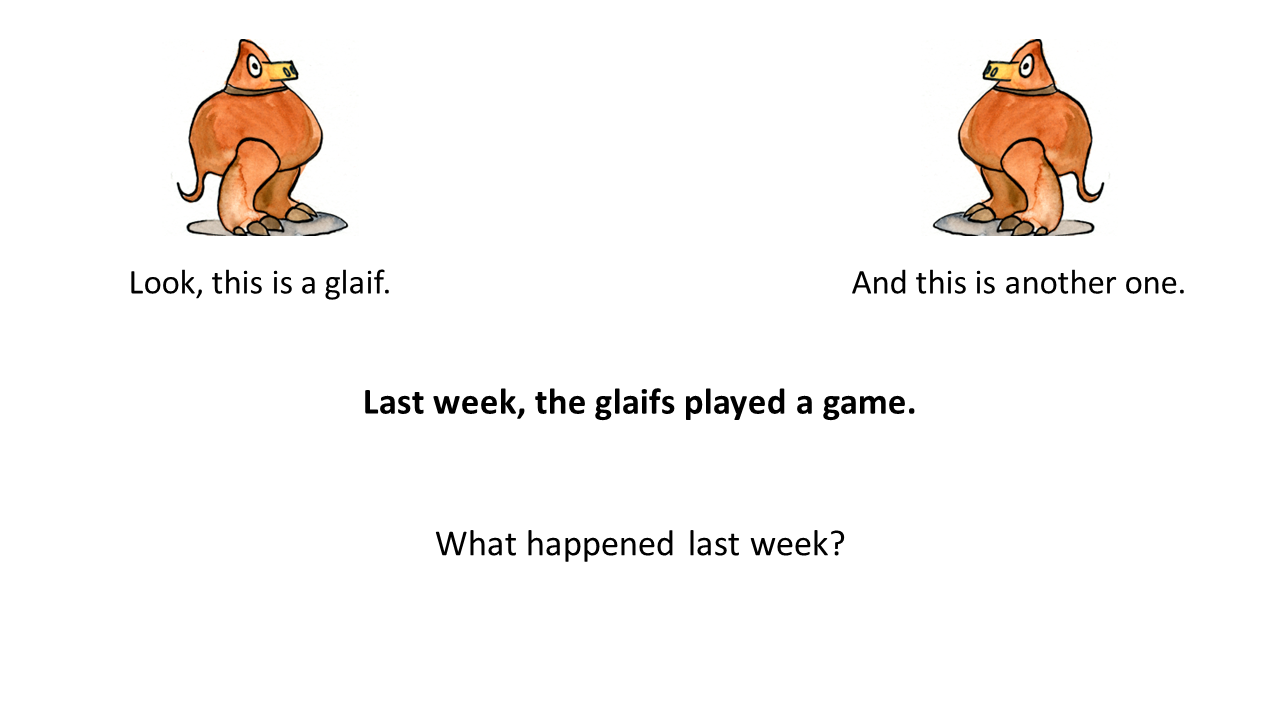 Look, this is a glaif.
And this is another one.
Last week, the glaifs played a game.
What happened last week?